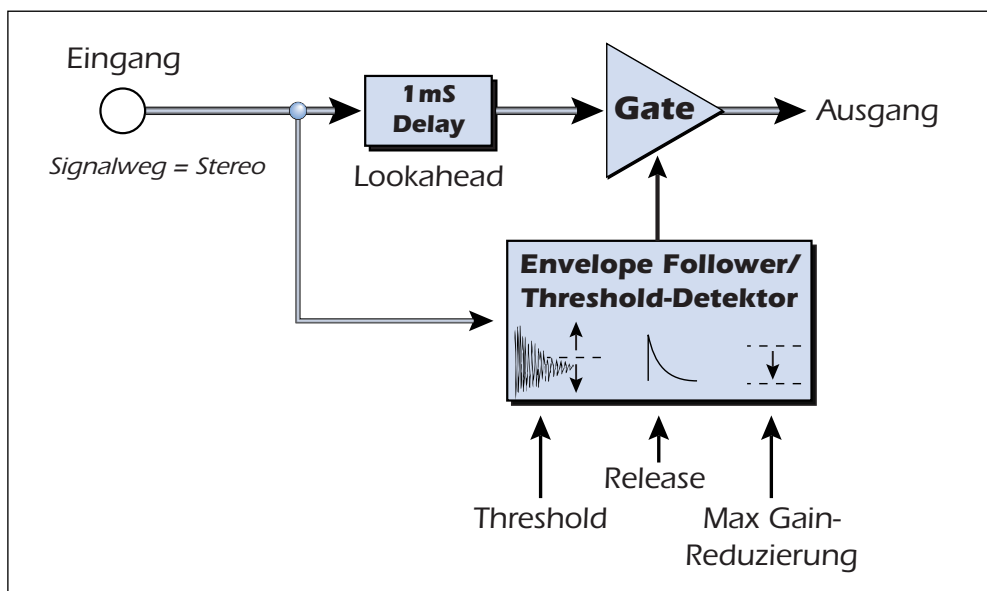 Eingang
Signalweg = Stereo
1mS
Delay
Lookahead
Gate
Ausgang
Envelope Follower/
Threshold-Detektor
Threshold
Release
Max Gain-
Reduzierung